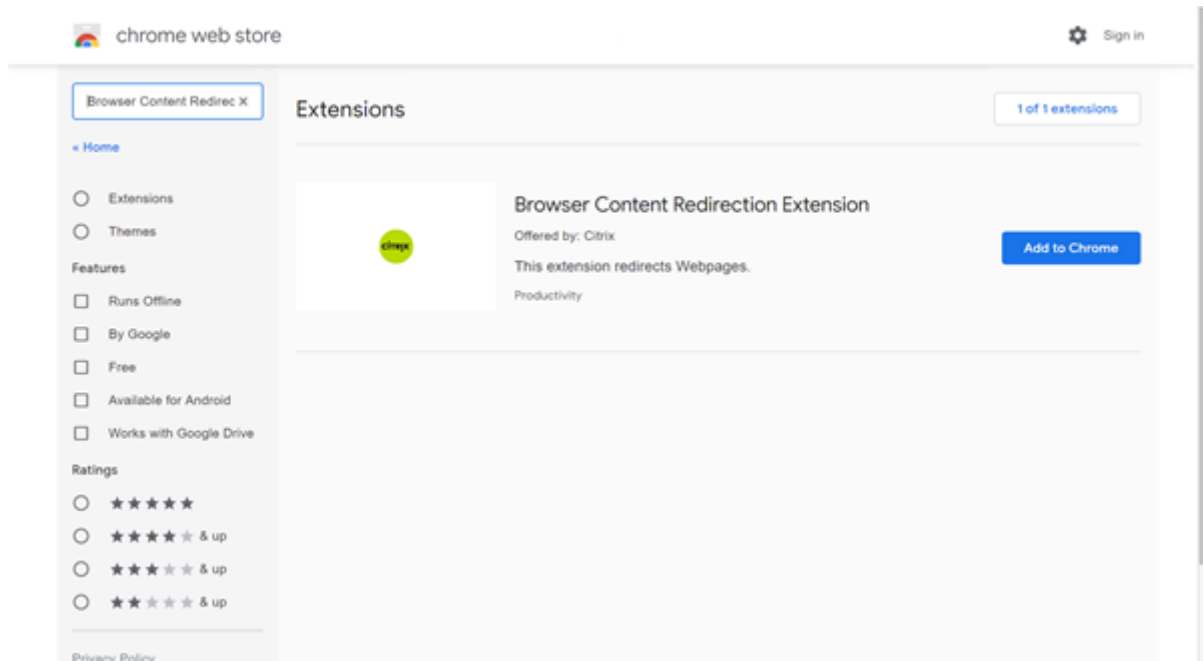 chrome web store
Sign in
Browser Content Redirec X
« Home
Extensions
Themes
Features
Runs Offline
By Google
Free
Available for Android
Works with Google Drive
Ratings
& up
& up
& up
Privacy Policy
Extensions
1 of 1 extensions
citrix
Browser Content Redirection Extension
Offered by: Citrix
This extension redirects Webpages.
Productivity
Add to Chrome